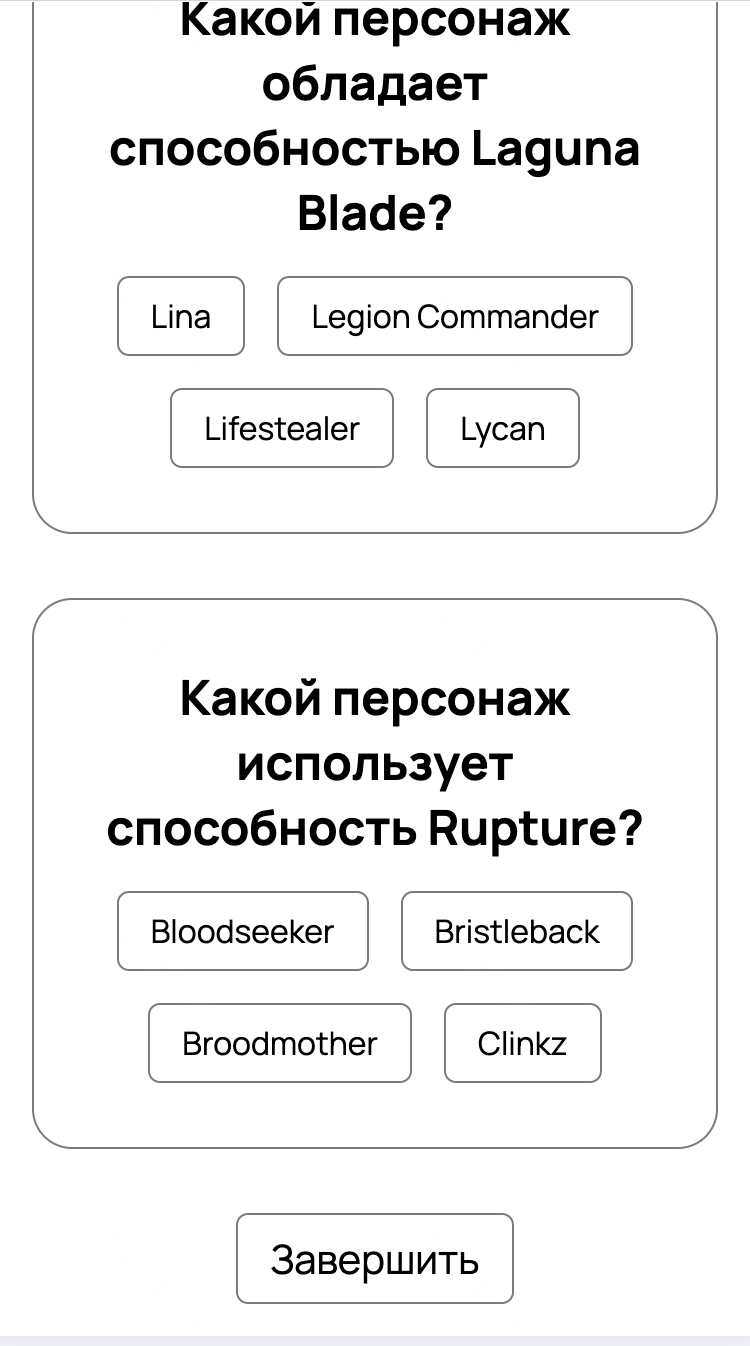 Какой персонаж
обладает
способностью Laguna
Blade?
Lina
Legion Commander
Lifestealer
Lycan
Какой персонаж
использует
способность Rupture?
Bloodseeker
Bristleback
Broodmother
Clinkz
Завершить